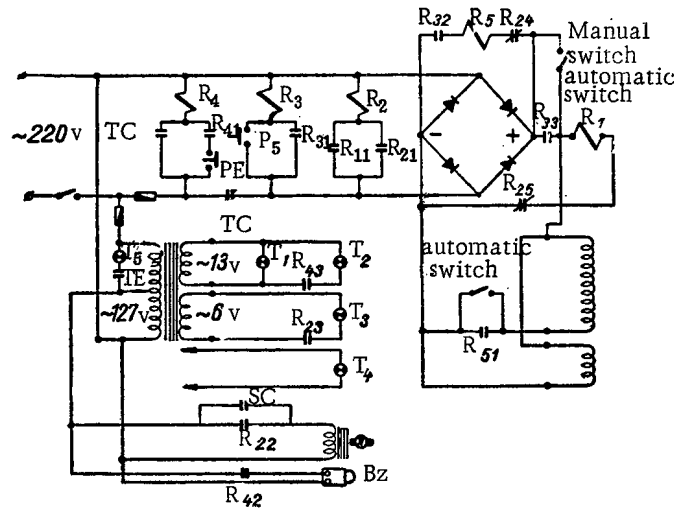 R32 R5 R24
Manual
switch
automatic
switch
~220 v TC
R4 R3 R2
R41 P5 R31 R11 R21
PE
R33 R1
− +
R25
TC
T5
TE
~127v
~13v T1 R43 T2
~6 v R23 T3
T4
automatic
switch
R51
SC
R22
Bz
R42